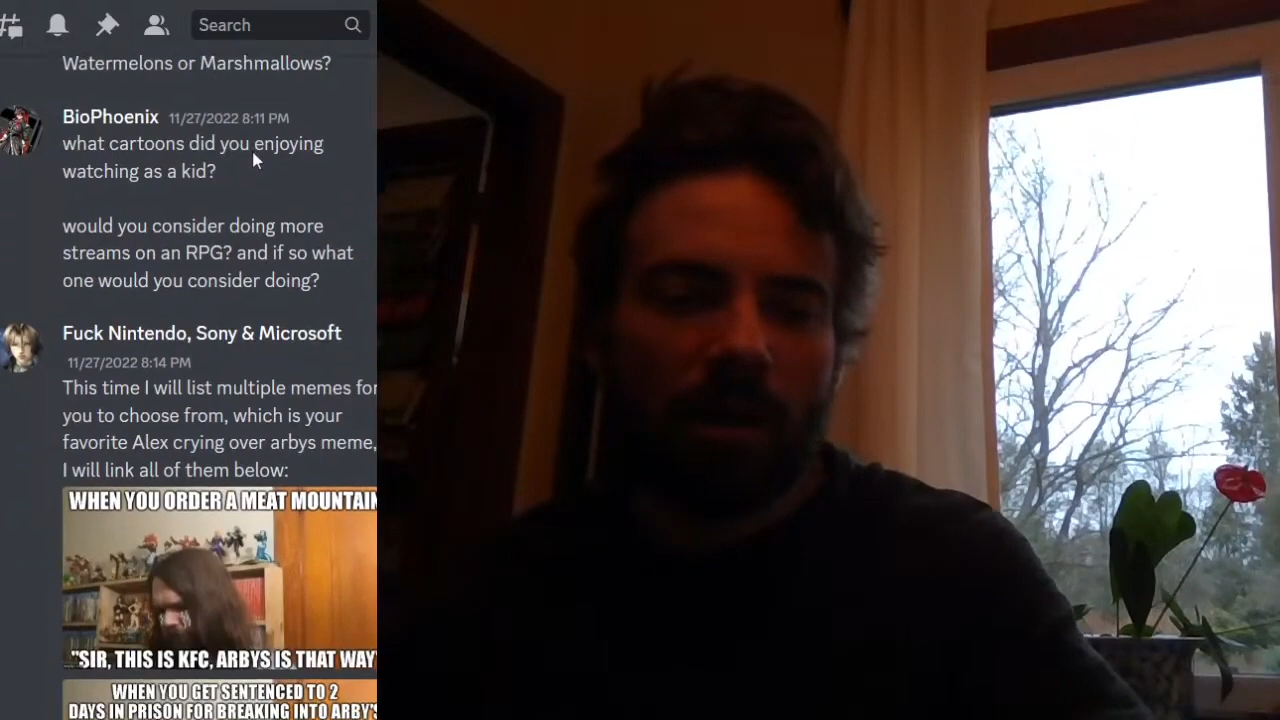 Search
Watermelons or Marshmallows?
BioPhoenix 11/27/2022 8:11 PM
what cartoons did you enjoying
watching as a kid?
would you consider doing more
streams on an RPG? and if so what
one would you consider doing?
Fuck Nintendo, Sony & Microsoft
11/27/2022 8:14 PM
This time I will list multiple memes for
you to choose from, which is your
favorite Alex crying over arbys meme,
I will link all of them below:
WHEN YOU ORDER A MEAT MOUNTAIN
"SIR, THIS IS KFC, ARBYS IS THAT WAY"
WHEN YOU GET SENTENCED TO 2
DAYS IN PRISON FOR BREAKING INTO ARBY'S